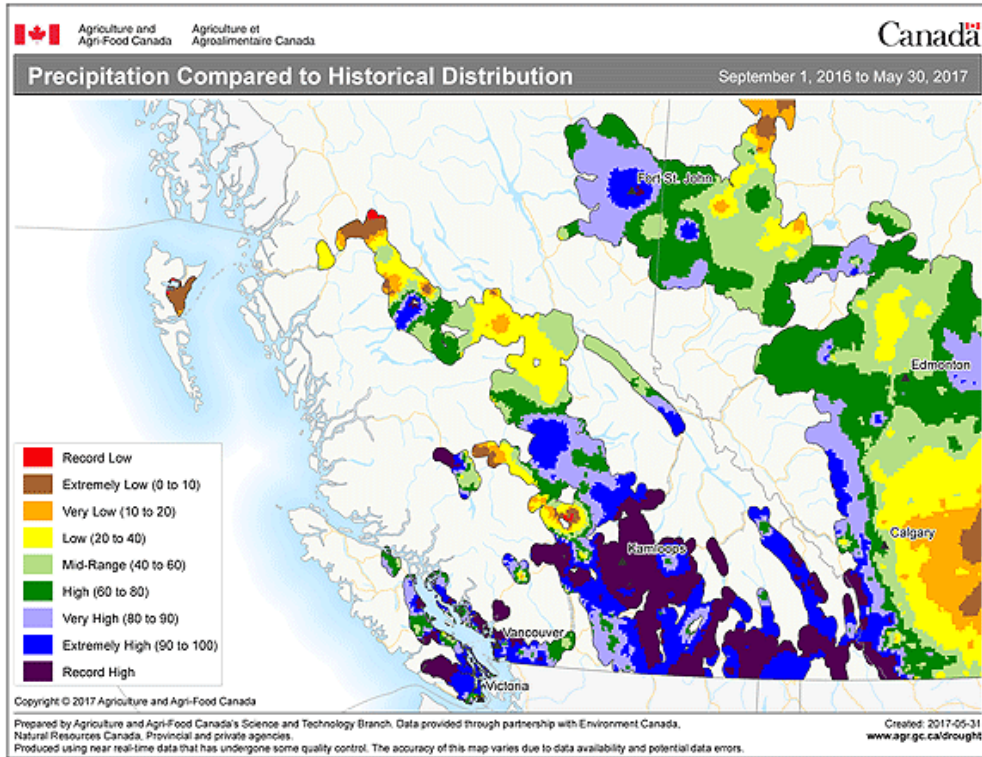 Agriculture and
Agri-Food Canada
Agriculture et
Agroalimentaire Canada
Canada
Precipitation Compared to Historical Distribution
September 1, 2016 to May 30, 2017
Fort St. John
Edmonton
Calgary
Kamloops
Vancouver
Victoria
Record Low
Extremely Low (0 to 10)
Very Low (10 to 20)
Low (20 to 40)
Mid-Range (40 to 60)
High (60 to 80)
Very High (80 to 90)
Extremely High (90 to 100)
Record High
Copyright © 2017 Agriculture and Agri-Food Canada
Prepared by Agriculture and Agri-Food Canada's Science and Technology Branch. Data provided through partnership with Environment Canada,
Natural Resources Canada, Provincial and private agencies.
Produced using near real-time data that has undergone some quality control. The accuracy of this map varies due to data availability and potential data errors.
Created: 2017-05-31
www.agr.gc.ca/drought